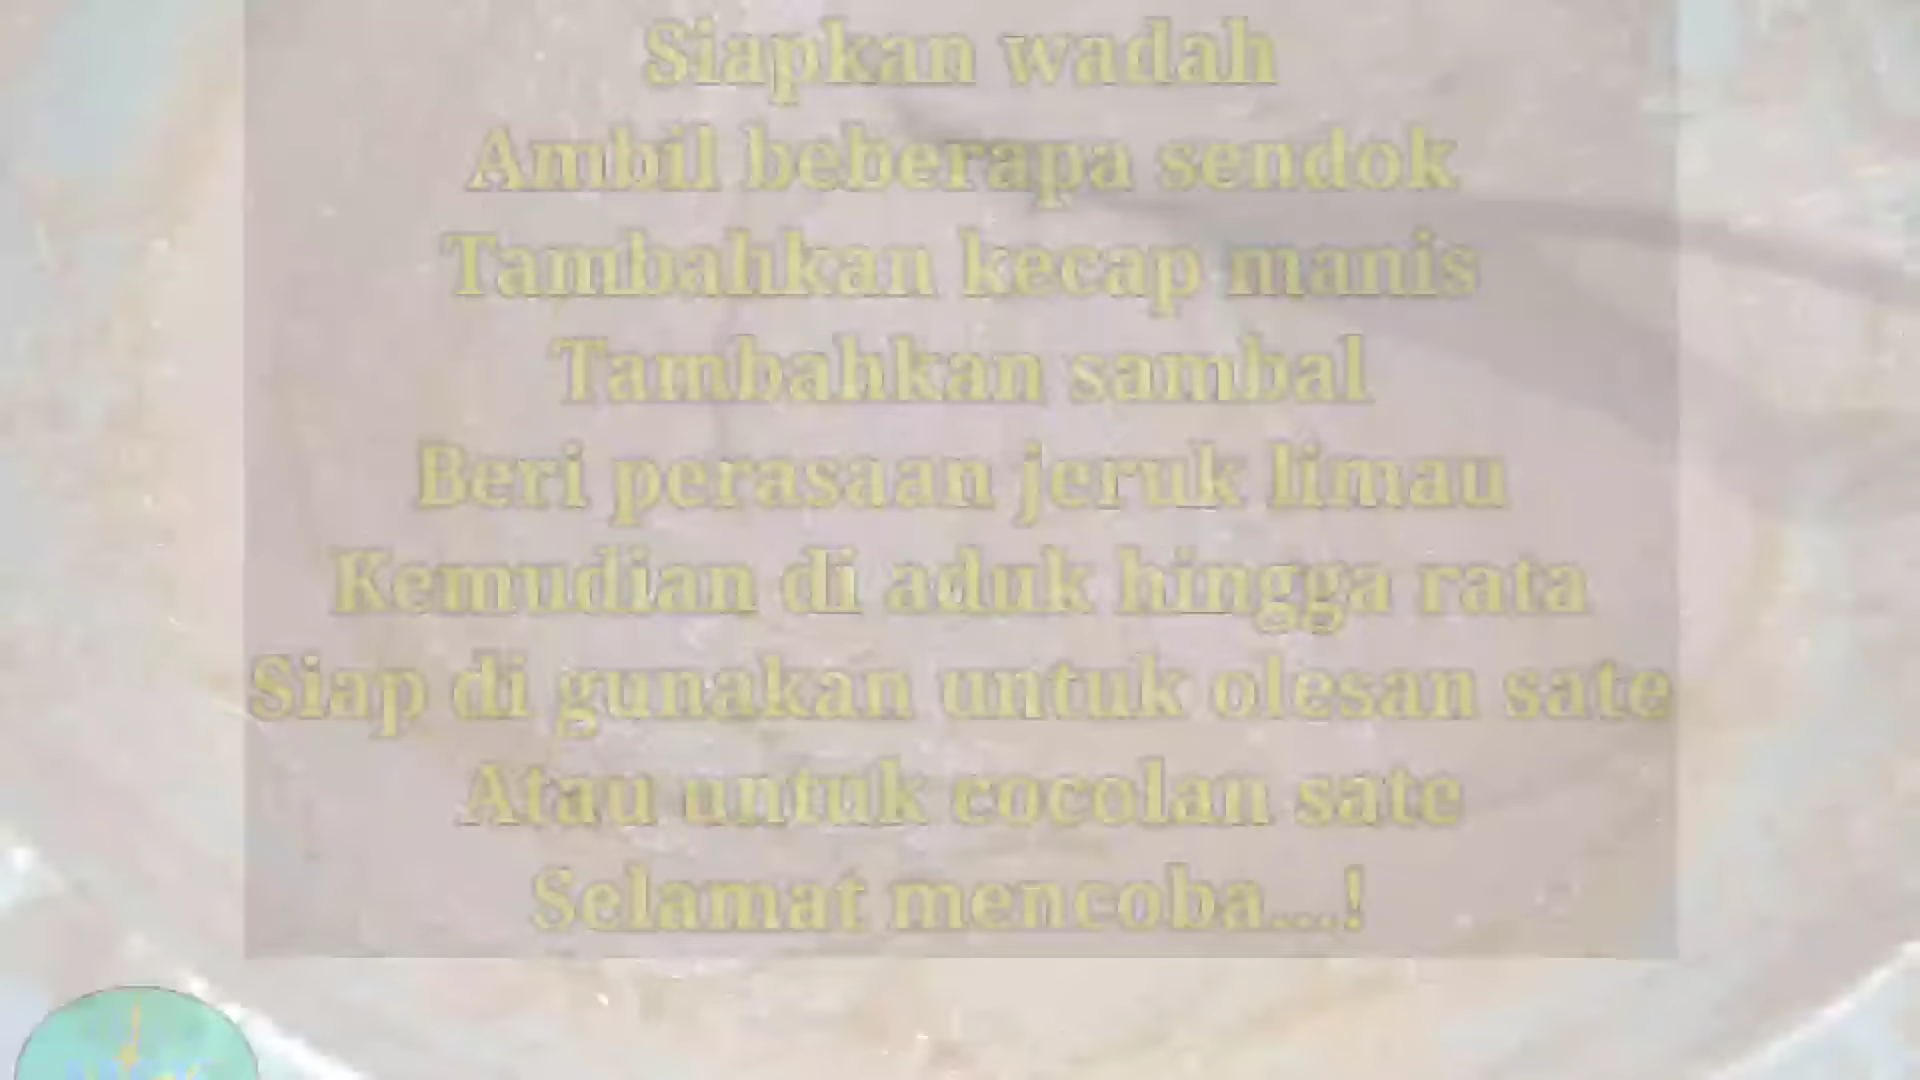 Siapkan wadah
Ambil beberapa sendok
Tambahkan kecap manis
Tambahkan sambal
Beri perasaan jeruk limau
Kemudian di aduk hingga rata
Siap di gunakan untuk olesan sate
Atau untuk cocolan sate
Selamat mencoba....!